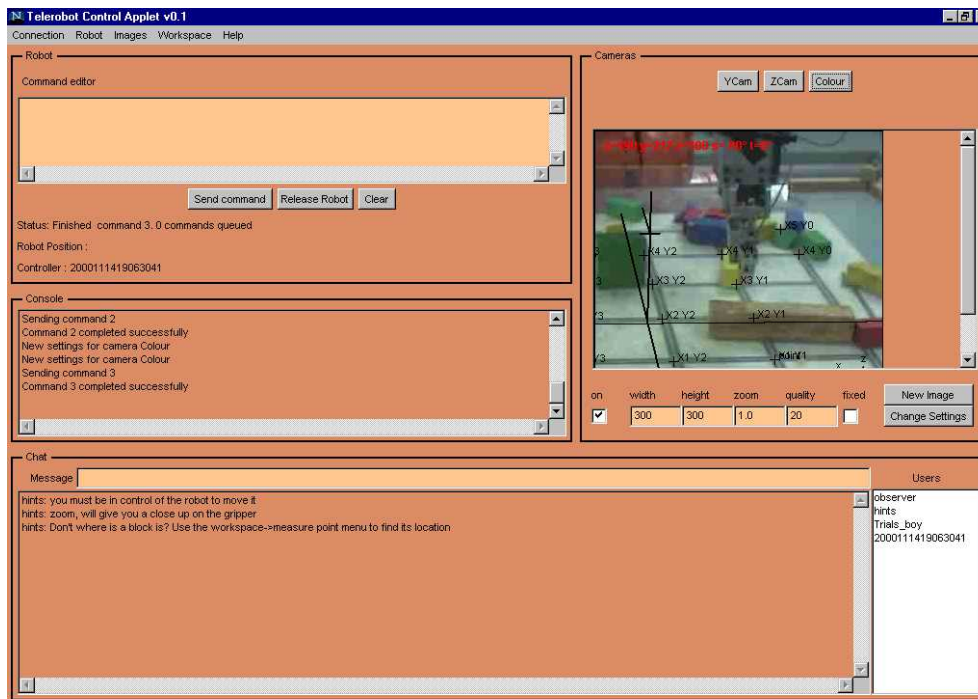 Telerobot Control Applet v0.1
Connection Robot Images Workspace Help
Robot
Command editor
Send command Release Robot Clear
Status: Finished command 3. 0 commands queued
Robot Position :
Controller : 2000111419063041
Console
Sending command 2
Command 2 completed successfully
New settings for camera Colour
New settings for camera Colour
Sending command 3
Command 3 completed successfully
Cameras
YCam ZCam Colour
X5 Y0
X4 Y2 X4 Y1 X4 Y0
X3 Y2 X3 Y1
X2 Y2 X2 Y1
X1 Y2
on width height zoom quality fixed
300 300 1.0 20
New Image
Change Settings
Chat
Message
hints: you must be in control of the robot to move it
hints: zoom, will give you a close up on the gripper
hints: Don't where is a block is? Use the workspace->measure point menu to find its location
Users
observer
hints
Trials_boy
2000111419063041